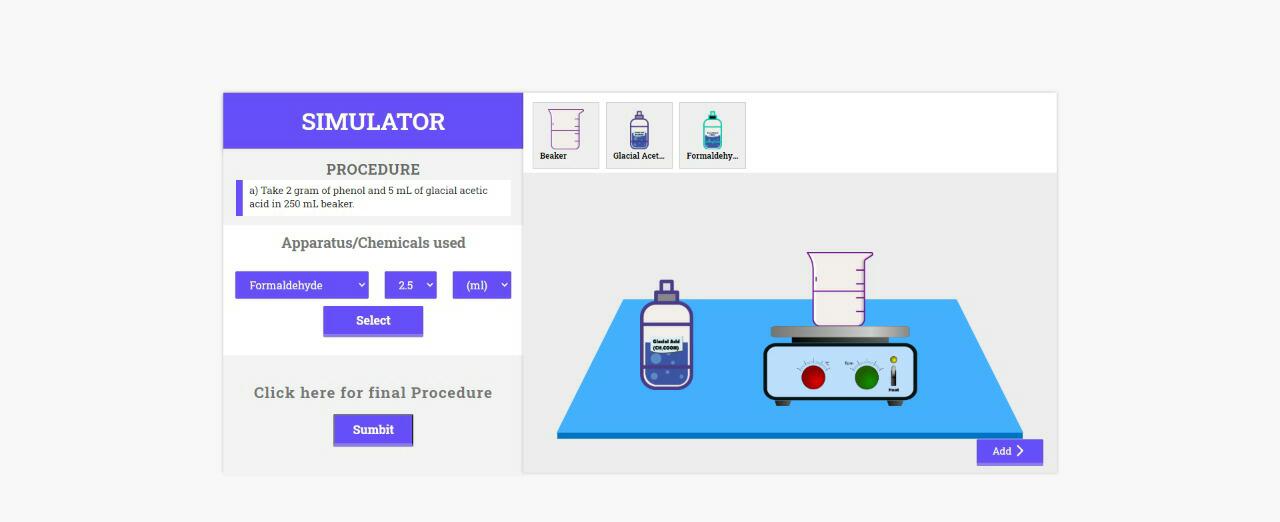 SIMULATOR
PROCEDURE
a) Take 2 gram of phenol and 5 mL of glacial acetic
acid in 250 mL beaker.
Apparatus/Chemicals used
Formaldehyde 2.5 (ml)
Select
Click here for final Procedure
Sumbit
Beaker Glacial Acet... Formaldehy...
Glacial Acid
(CH3COOH)
Heat
Add